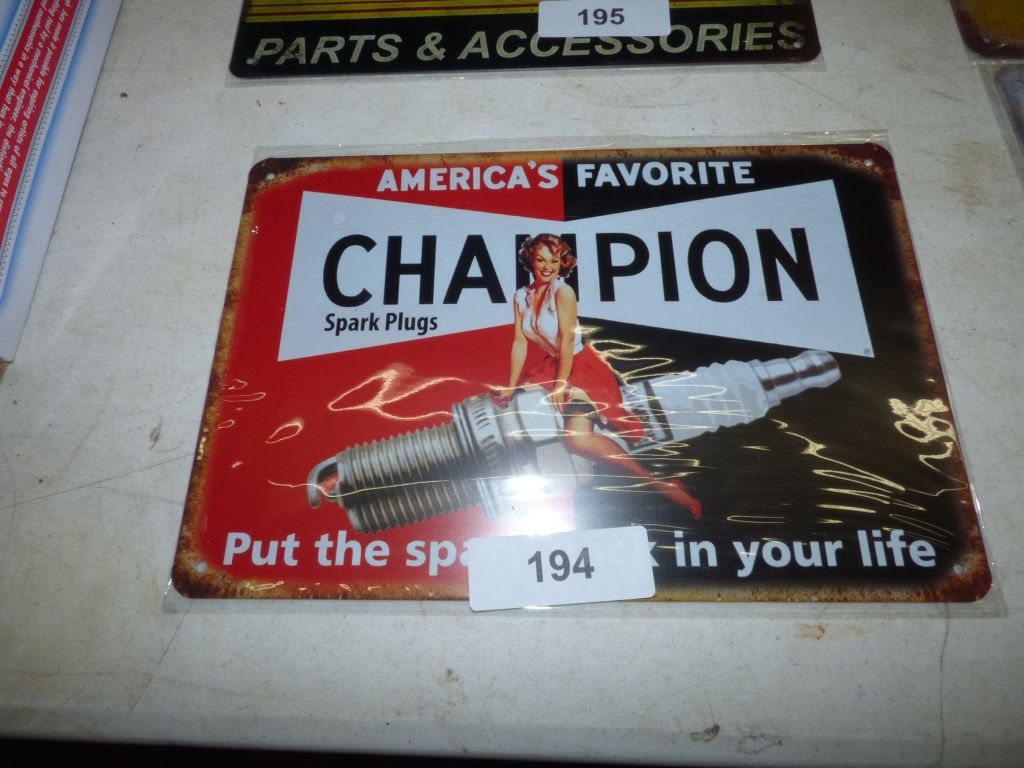 195
PARTS & ACCESSORIES
AMERICA'S FAVORITE
CHAMPION
Spark Plugs
Put the spa k in your life
194